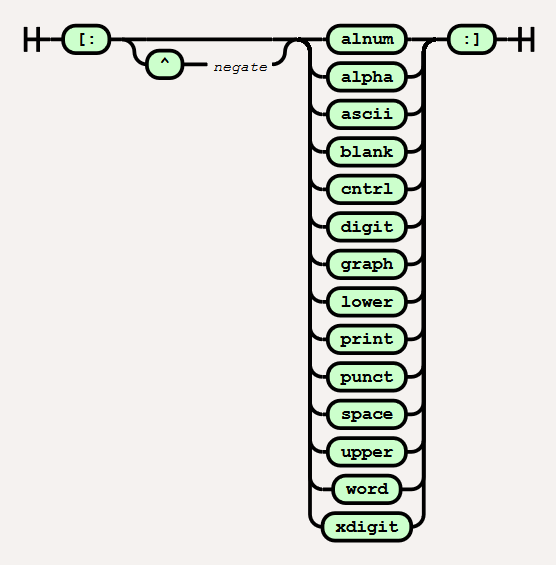 [: alnum :]
^ negate
alpha
ascii
blank
cntrl
digit
graph
lower
print
punct
space
upper
word
xdigit